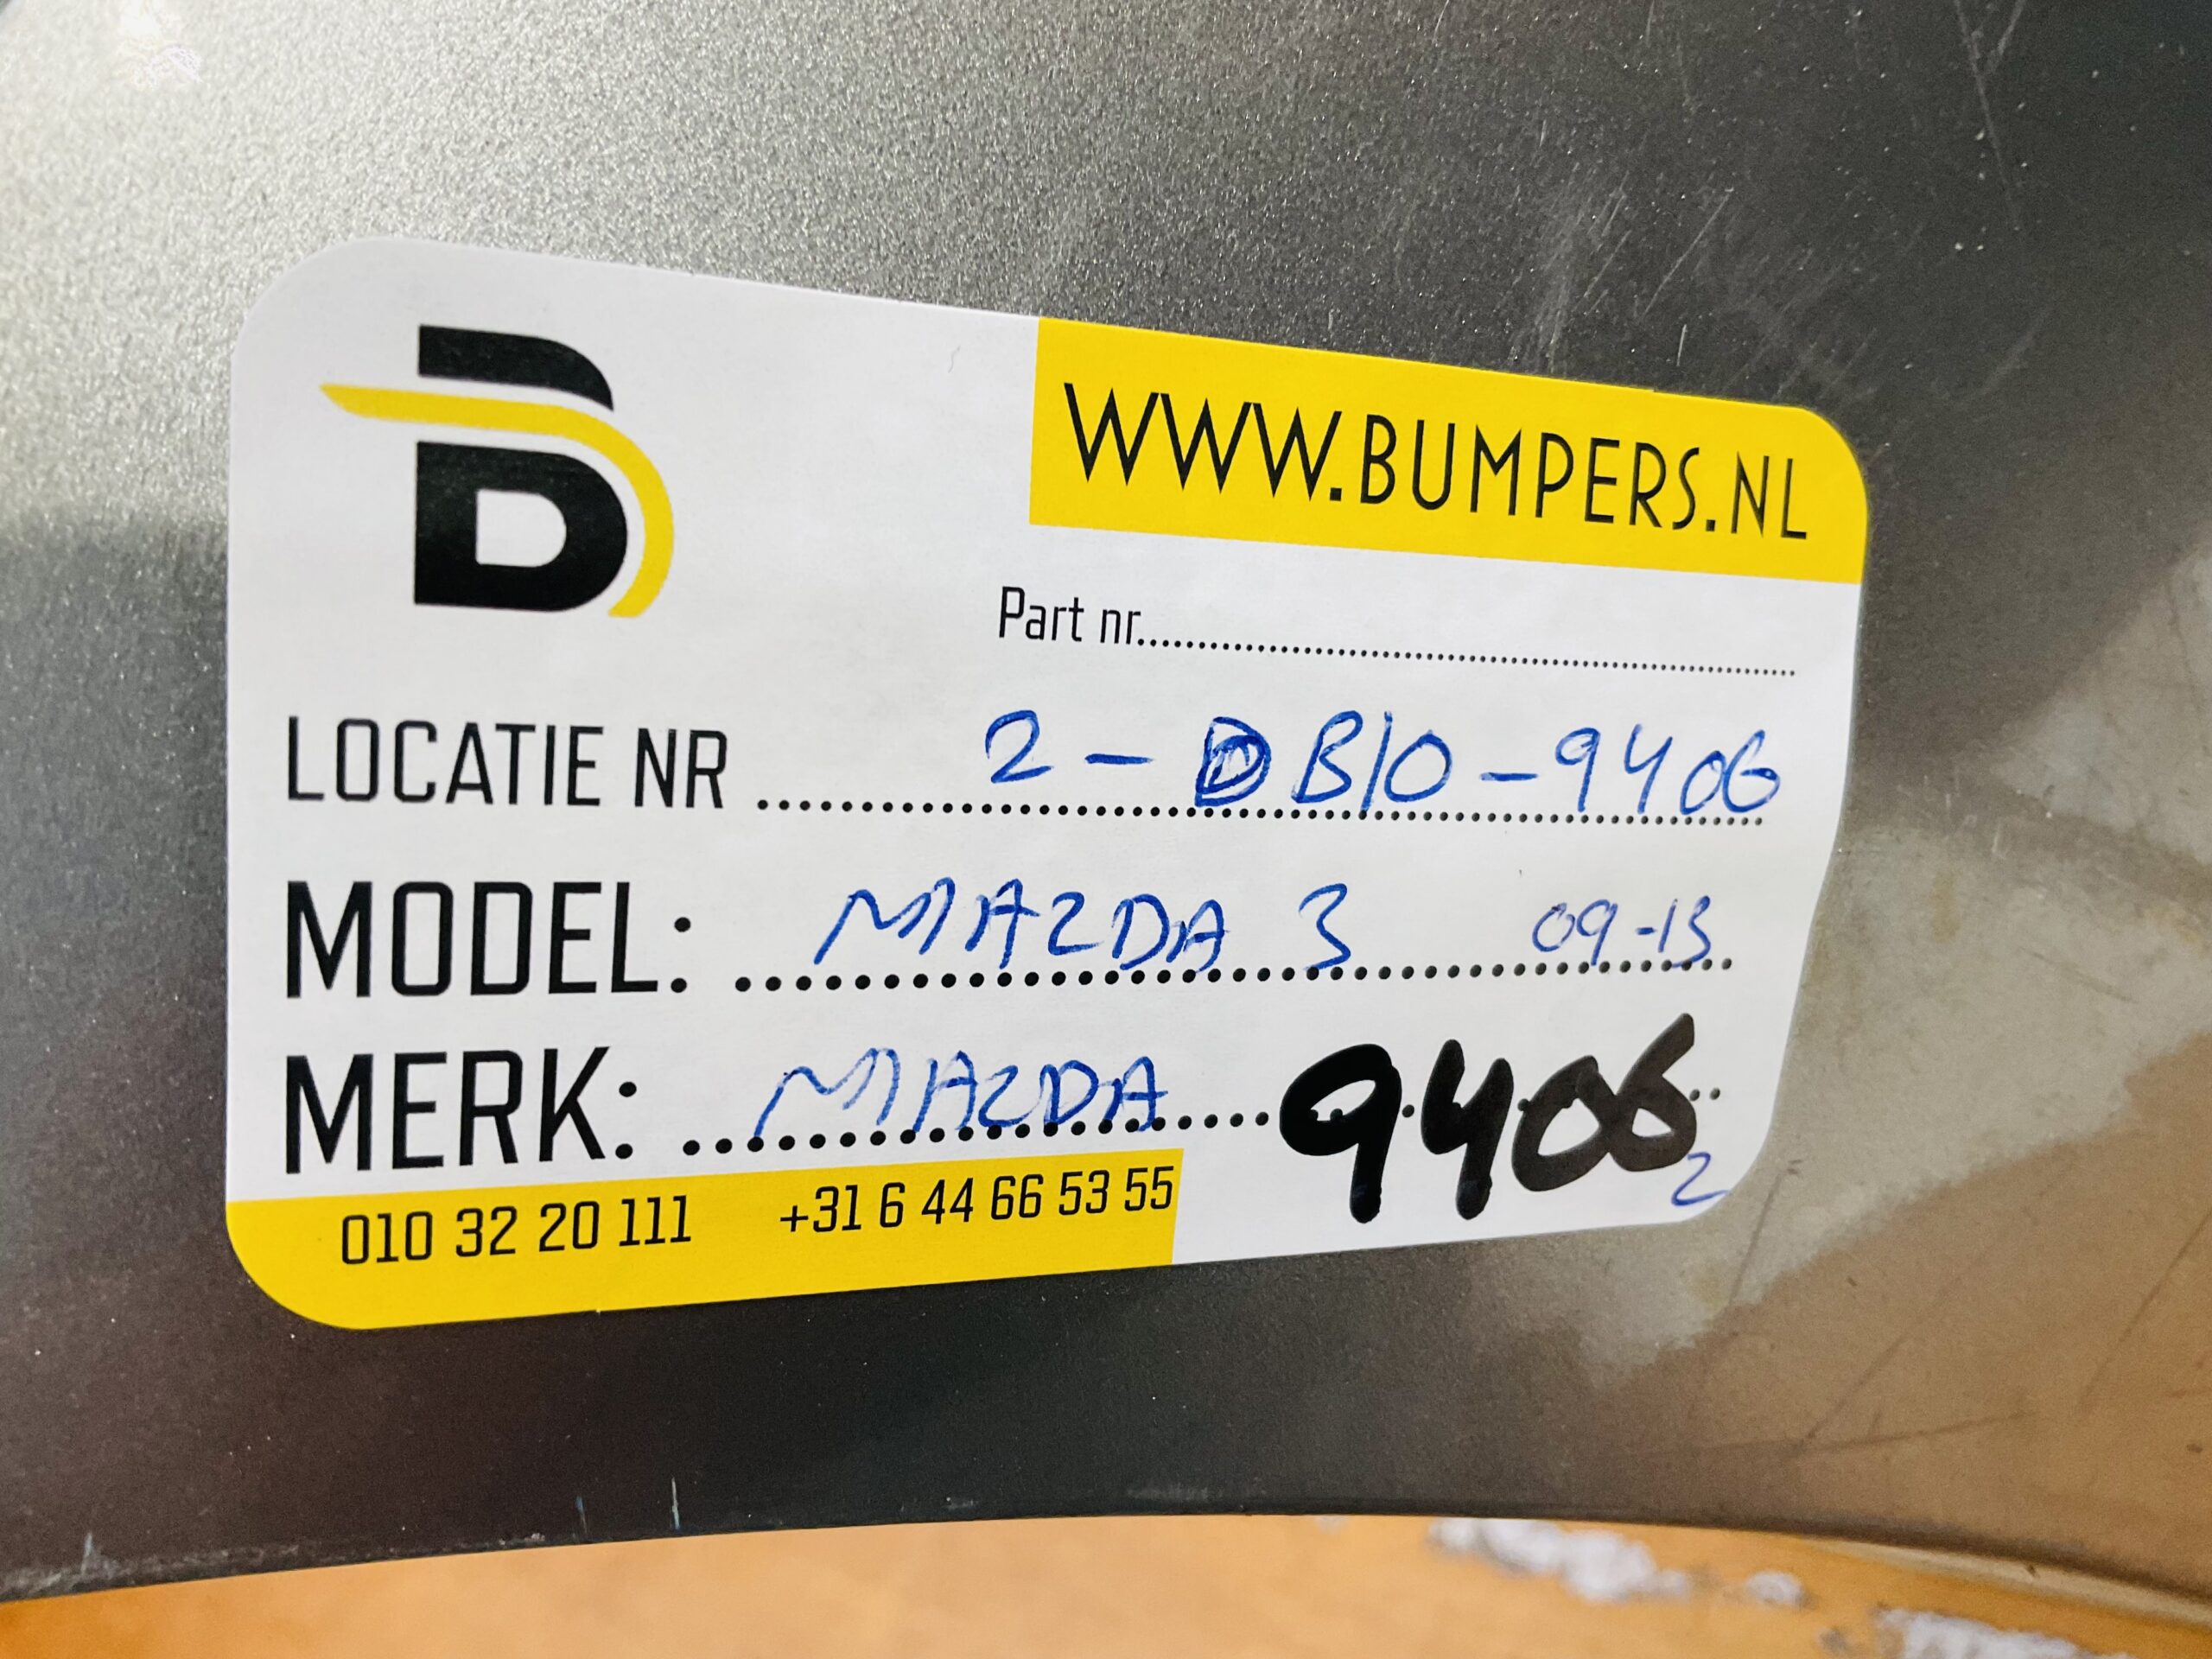 B
WWW.BUMPERS.NL
Part nr.......................................................
LOCATIE NR ........ 2 - DB10 - 9406
MODEL: ........ MAZDA 3 09-13
MERK: ........ MAZDA 9406
2
010 32 20 111 +31 6 44 66 53 55